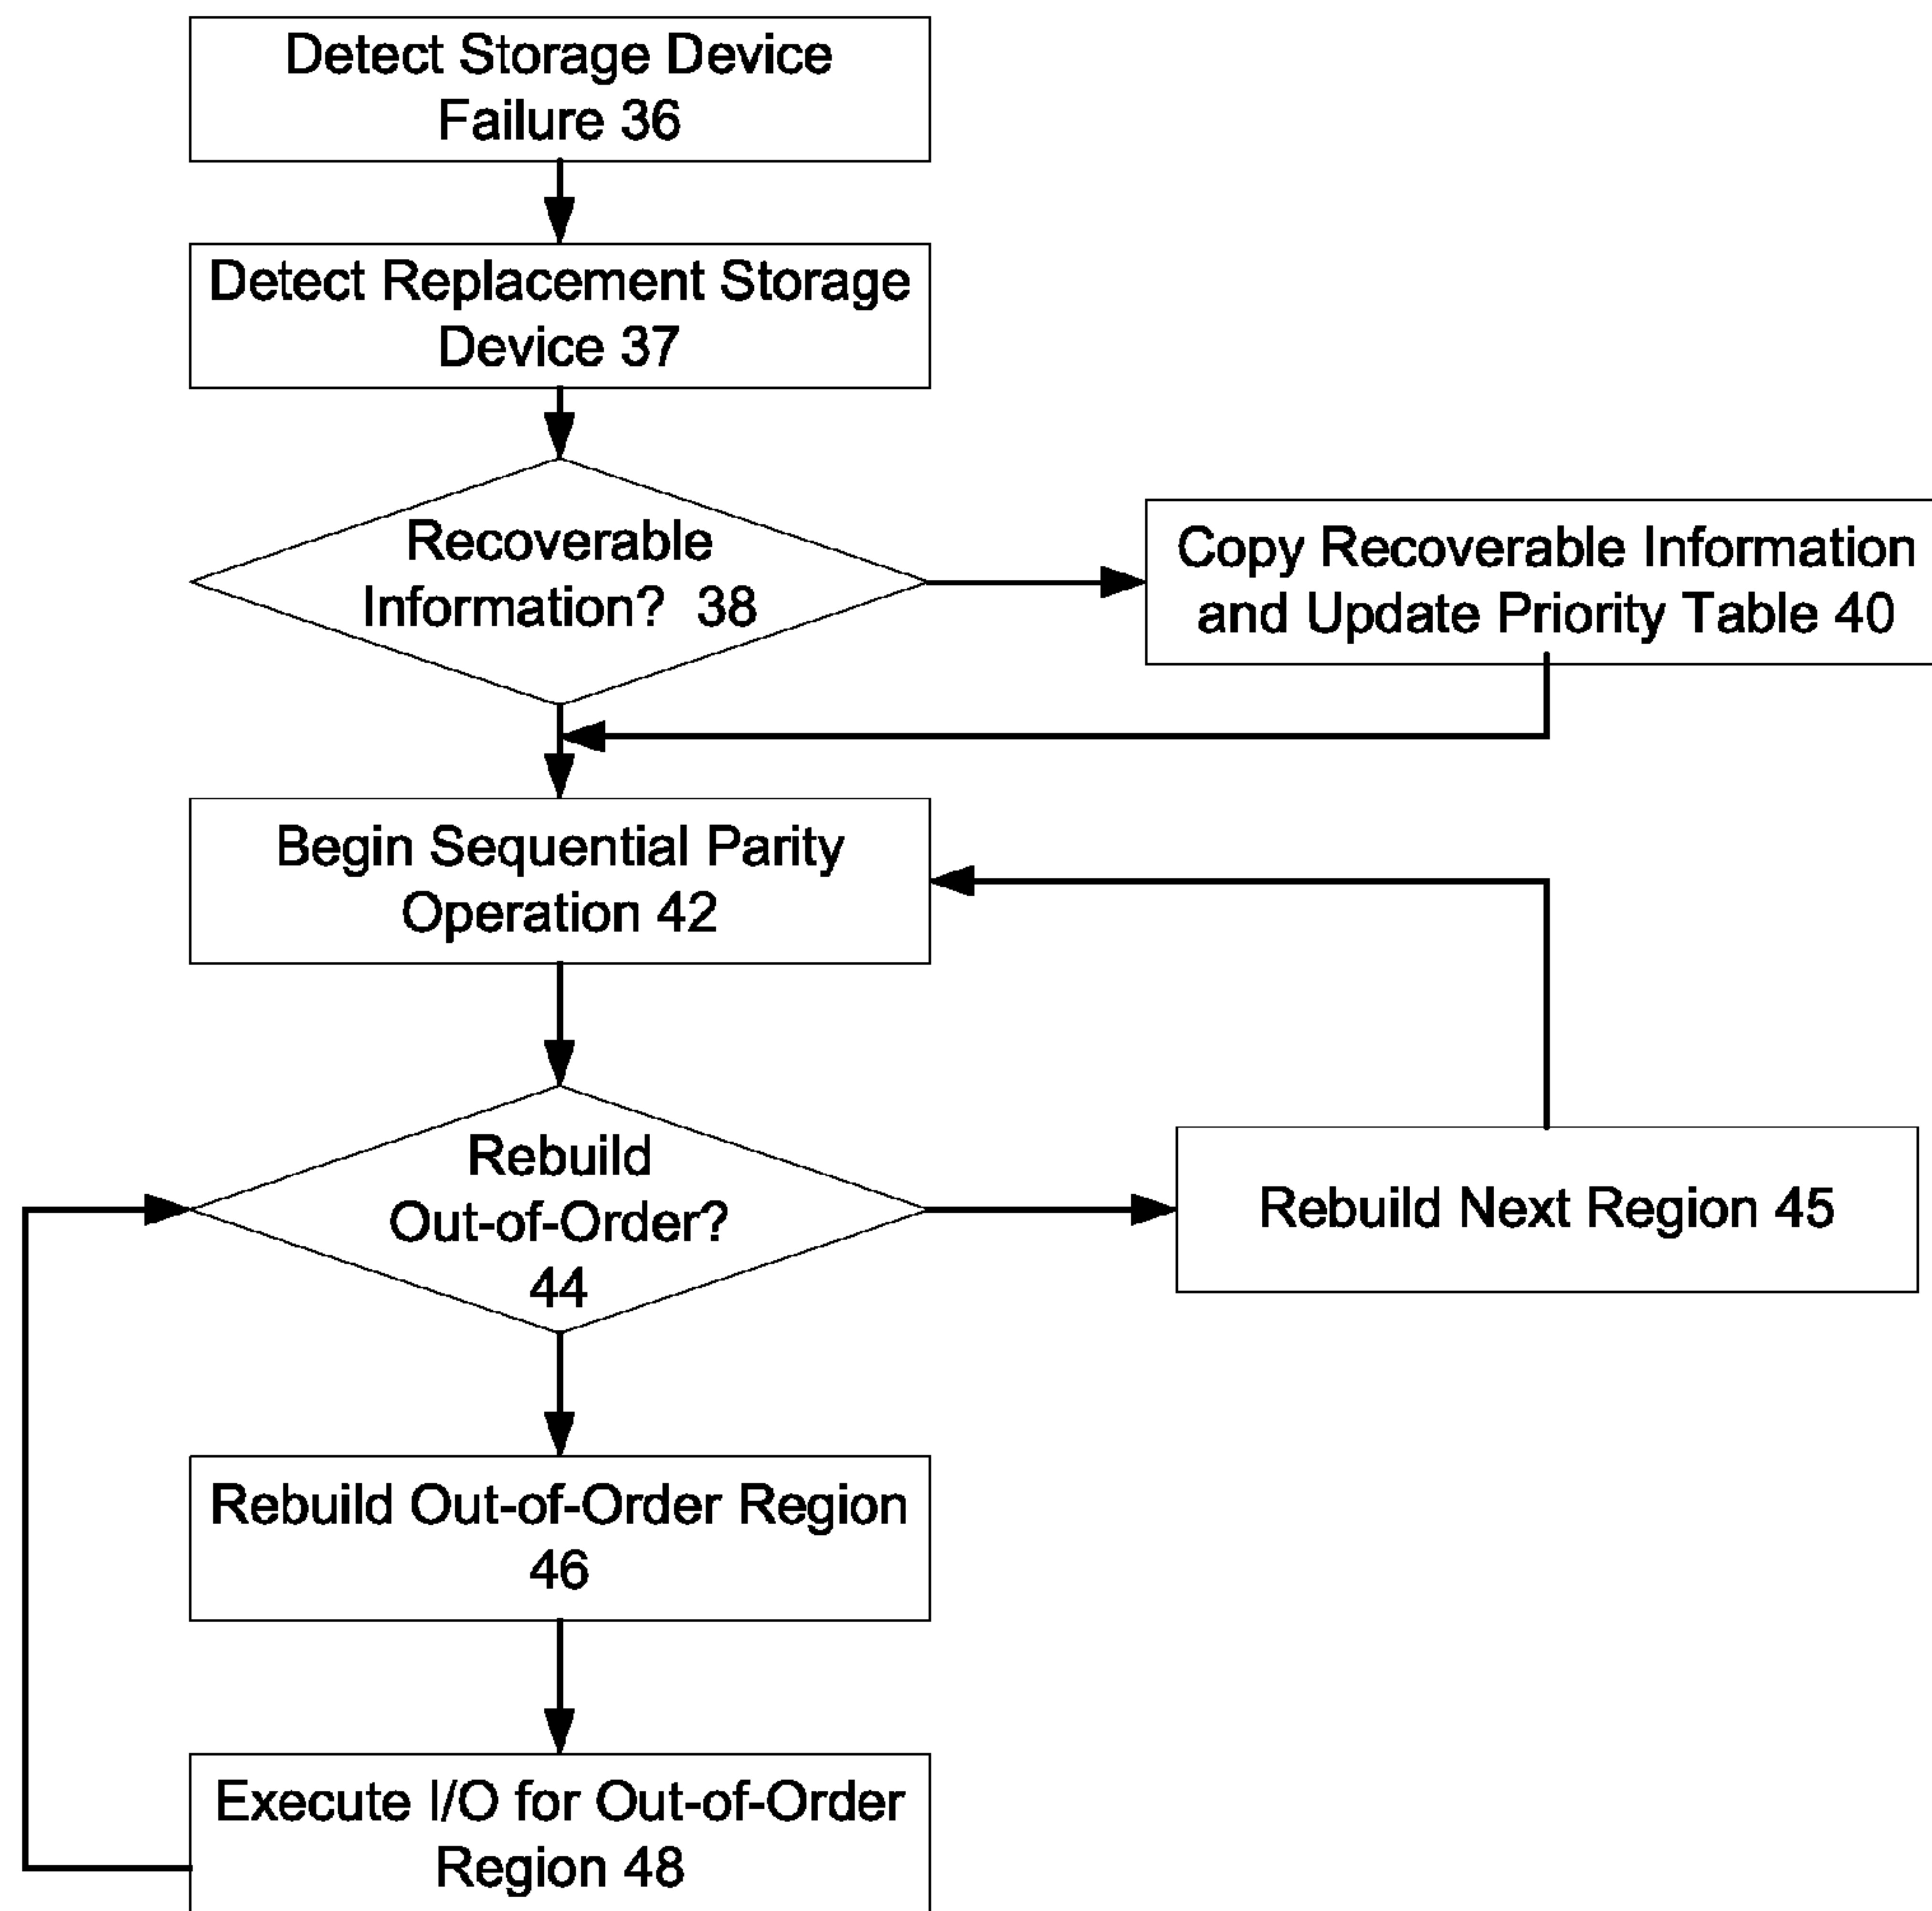 Detect Storage Device
Failure 36
Detect Replacement Storage
Device 37
Recoverable
Information? 38
Copy Recoverable Information
and Update Priority Table 40
Begin Sequential Parity
Operation 42
Rebuild
Out-of-Order?
44
Rebuild Next Region 45
Rebuild Out-of-Order Region
46
Execute I/O for Out-of-Order
Region 48